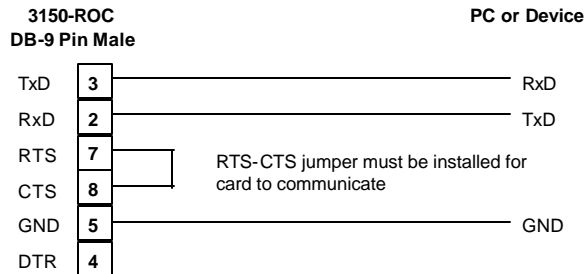 3150-ROC
DB-9 Pin Male
PC or Device
TxD 3 RxD
RxD 2 TxD
RTS 7
CTS 8
RTS-CTS jumper must be installed for
card to communicate
GND 5 GND
DTR 4